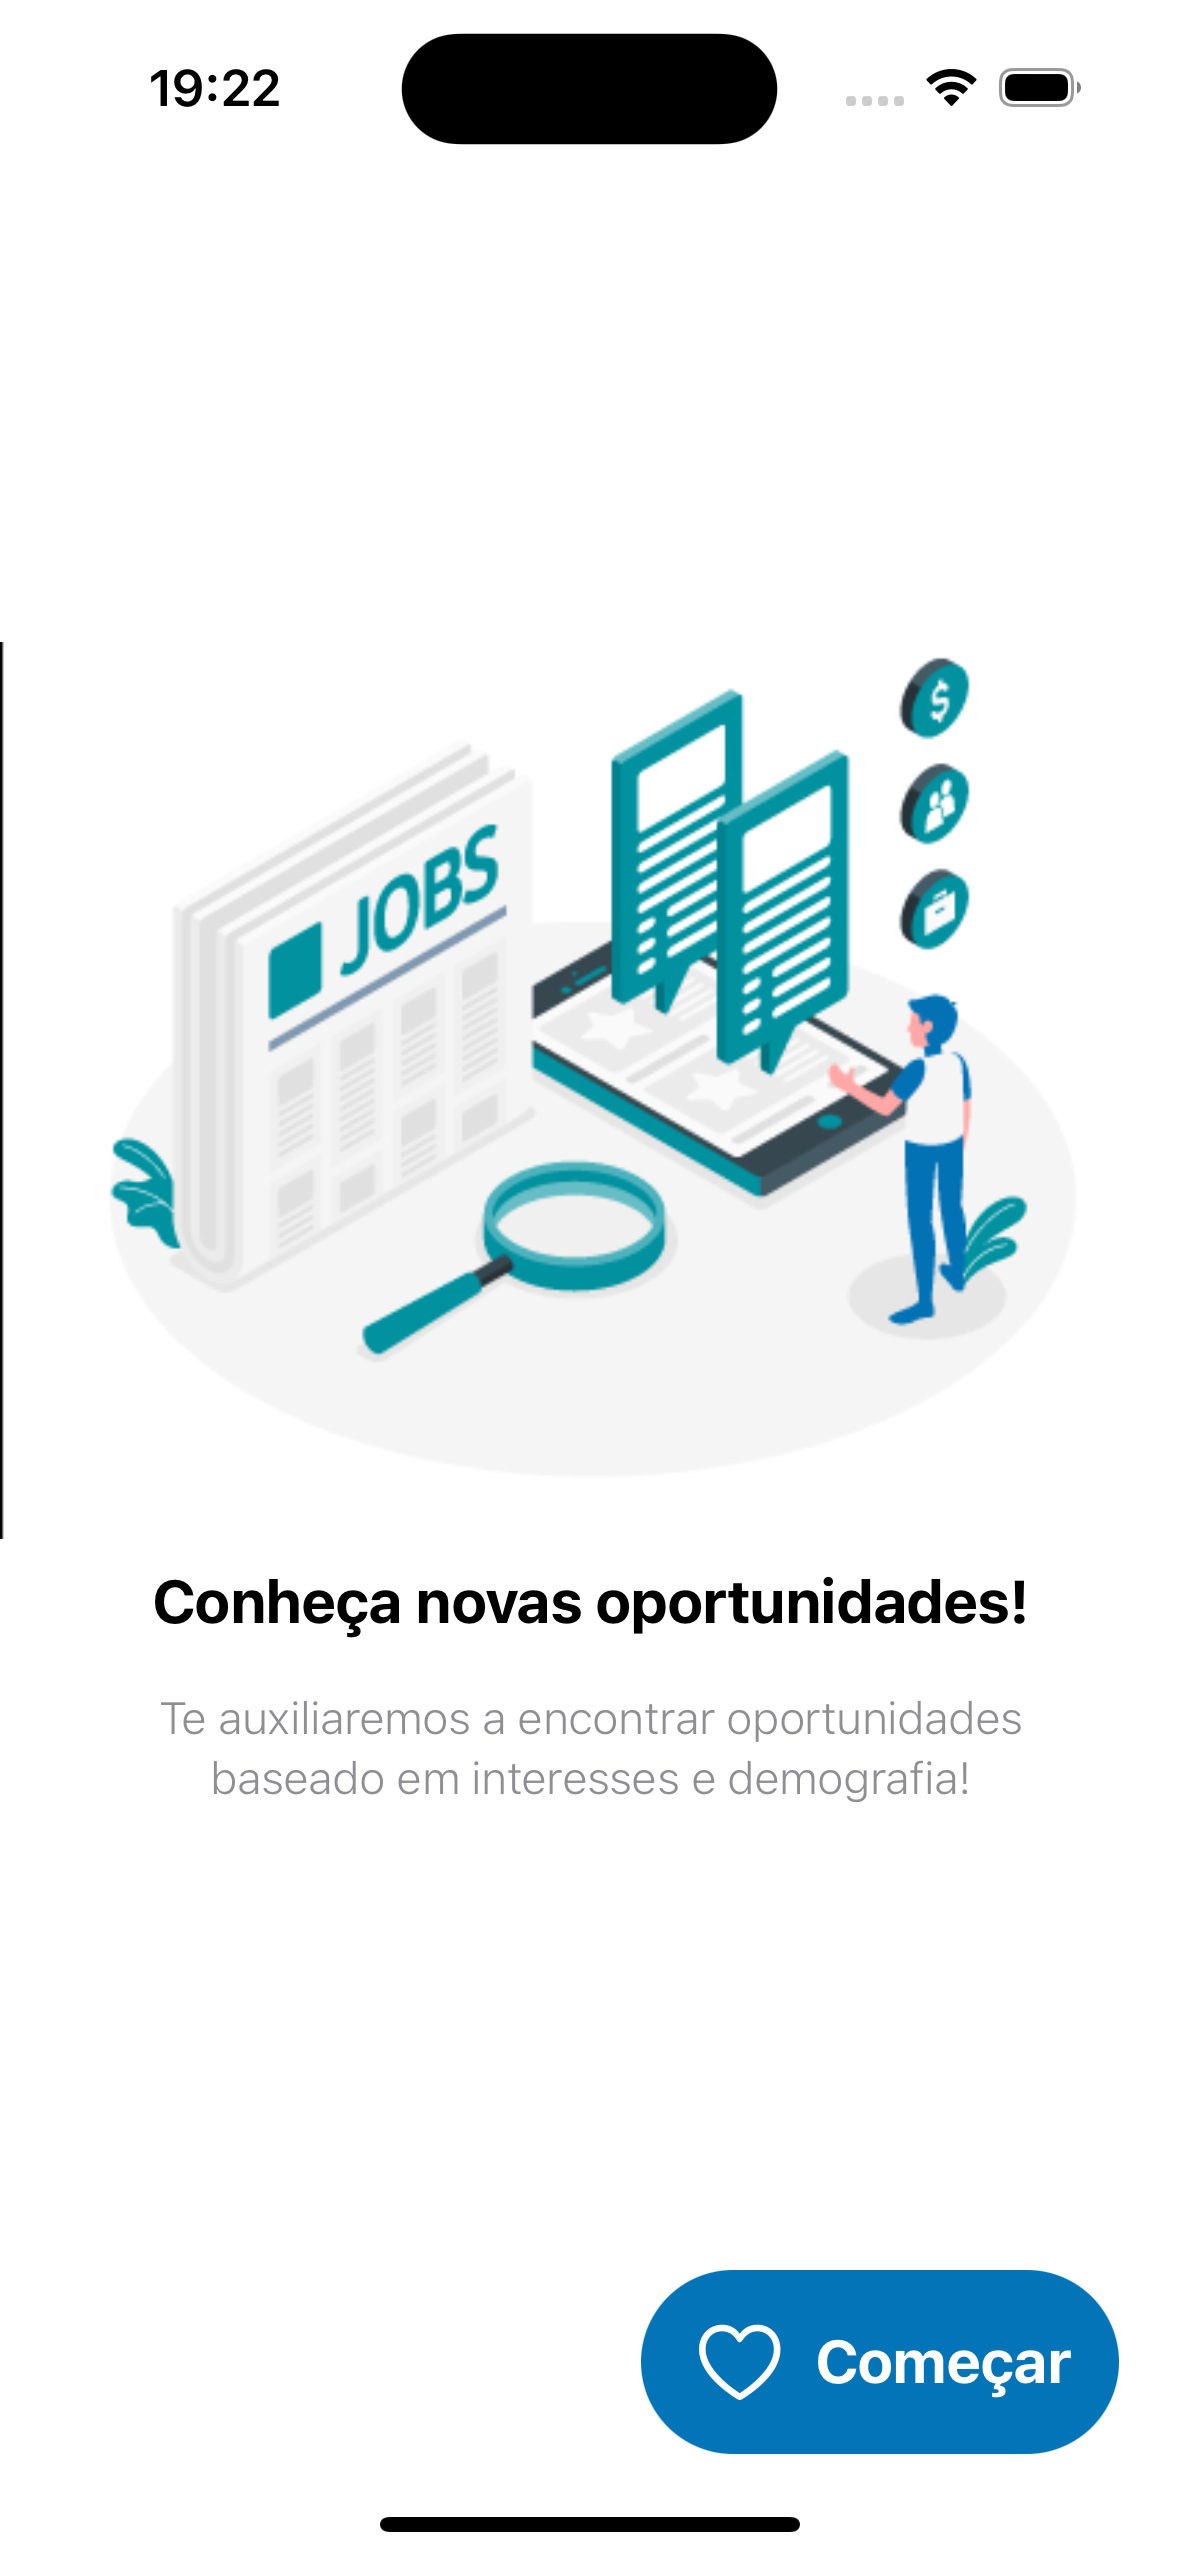 19:22
JOBS
$
Conheça novas oportunidades!
Te auxiliaremos a encontrar oportunidades
baseado em interesses e demografia!
Começar